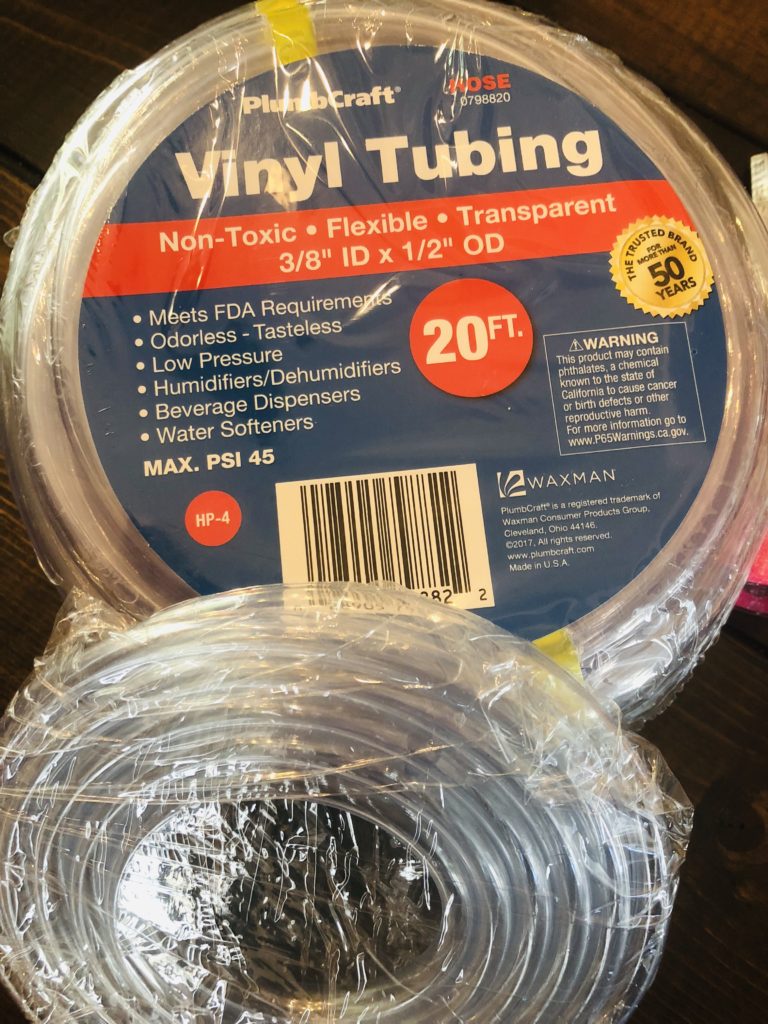 PlumbCraft®
HOSE
0798820
Vinyl Tubing
Non-Toxic • Flexible • Transparent
3/8" ID x 1/2" OD
THE TRUSTED BRAND
FOR
MORE THAN
50
YEARS
• Meets FDA Requirements
• Odorless - Tasteless
• Low Pressure
• Humidifiers/Dehumidifiers
• Beverage Dispensers
• Water Softeners
MAX. PSI 45
20FT.
⚠WARNING
This product may contain
phthalates, a chemical
known to the state of
California to cause cancer
or birth defects or other
reproductive harm.
For more information go to
www.P65Warnings.ca.gov.
HP-4
WAXMAN
PlumbCraft® is a registered trademark of
Waxman Consumer Products Group,
Cleveland, Ohio 44146.
©2017, All rights reserved.
www.plumbcraft.com
Made in U.S.A.
2